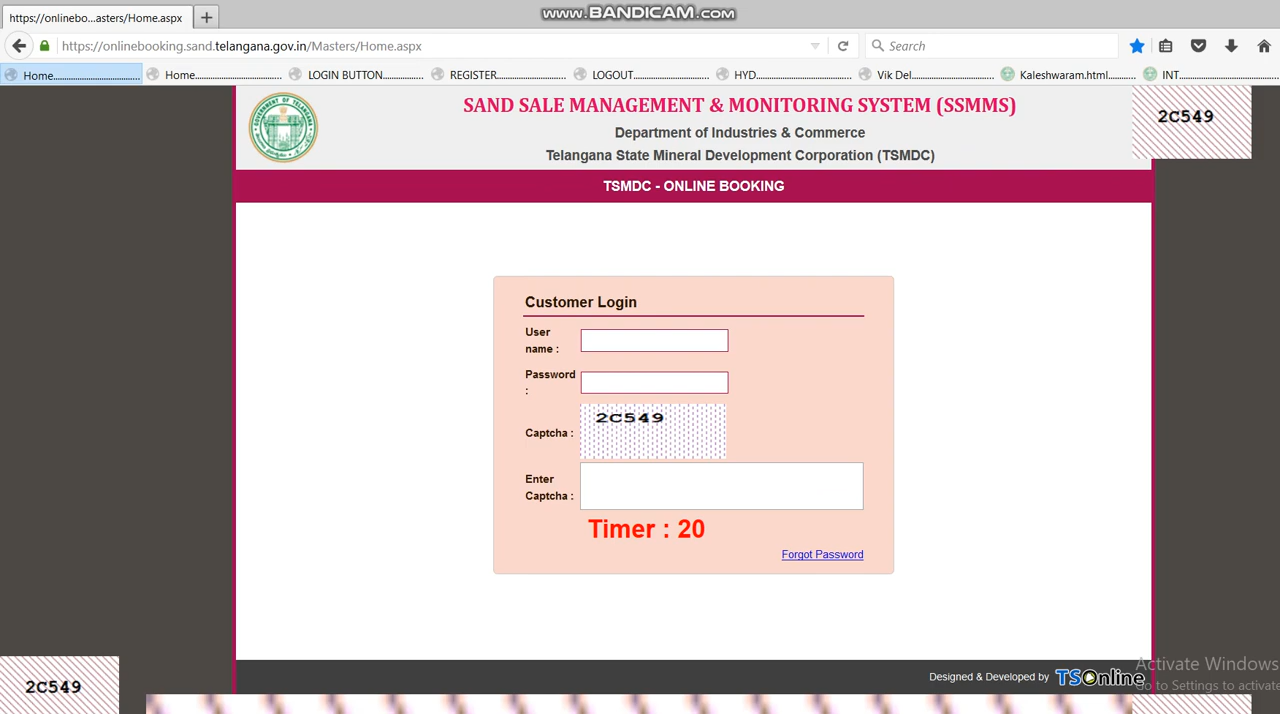 www.BANDICAM.com
https://onlinebo...asters/Home.aspx
https://onlinebooking.sand.telangana.gov.in/Masters/Home.aspx
Search
Home.............................................
Home.............................................
LOGIN BUTTON................
REGISTER.............................
LOGOUT................................
HYD........................................
Vik Del...................................
Kaleshwaram.html...........
INT.......................................
SAND SALE MANAGEMENT & MONITORING SYSTEM (SSMMS)
2C549
Department of Industries & Commerce
Telangana State Mineral Development Corporation (TSMDC)
TSMDC - ONLINE BOOKING
Customer Login
User
name :
Password
:
2C549
Captcha :
Enter
Captcha :
Timer : 20
Forgot Password
Activate Windows
Go to Settings to activate
Designed & Developed by TSOnline
2C549